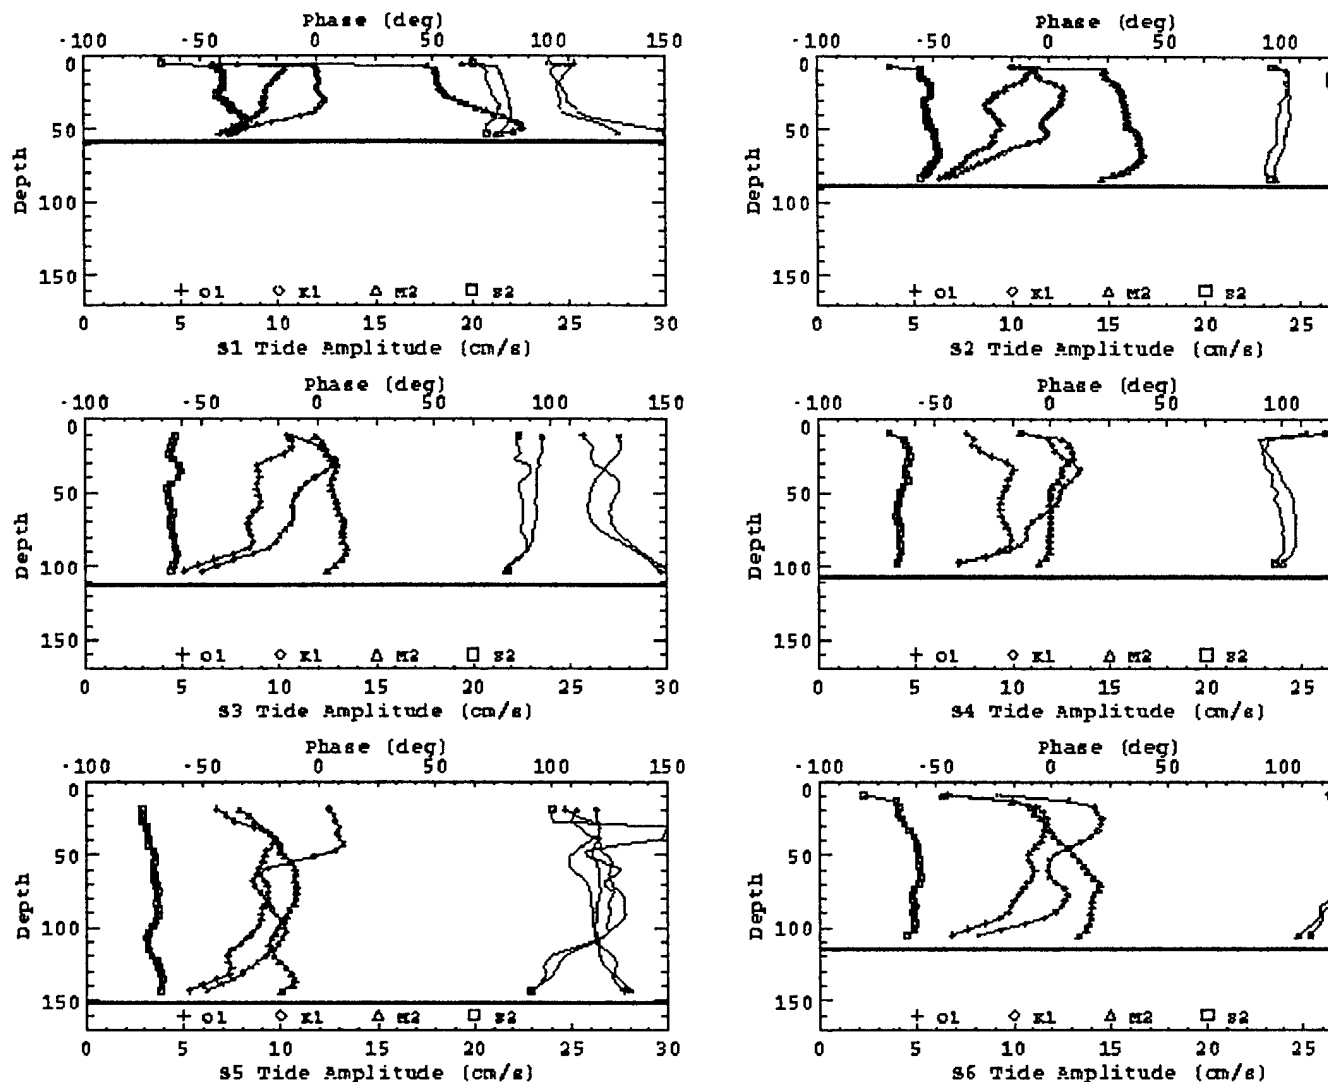 Phase (deg)
-100 -50 0 50 100 150
0
50
100
150
Depth
+ O1 ◇ K1 △ M2 □ S2
0 5 10 15 20 25 30
S1 Tide Amplitude (cm/s)
Phase (deg)
-100 -50 0 50 100
0
50
100
150
Depth
+ O1 ◇ K1 △ M2 □ S2
0 5 10 15 20 25
S2 Tide Amplitude (cm/s)
Phase (deg)
-100 -50 0 50 100 150
0
50
100
150
Depth
+ O1 ◇ K1 △ M2 □ S2
0 5 10 15 20 25 30
S3 Tide Amplitude (cm/s)
Phase (deg)
-100 -50 0 50 100
0
50
100
150
Depth
+ O1 ◇ K1 △ M2 □ S2
0 5 10 15 20 25
S4 Tide Amplitude (cm/s)
Phase (deg)
-100 -50 0 50 100 150
0
50
100
150
Depth
+ O1 ◇ K1 △ M2 □ S2
0 5 10 15 20 25 30
S5 Tide Amplitude (cm/s)
Phase (deg)
-100 -50 0 50 100
0
50
100
150
Depth
+ O1 ◇ K1 △ M2 □ S2
0 5 10 15 20 25
S6 Tide Amplitude (cm/s)